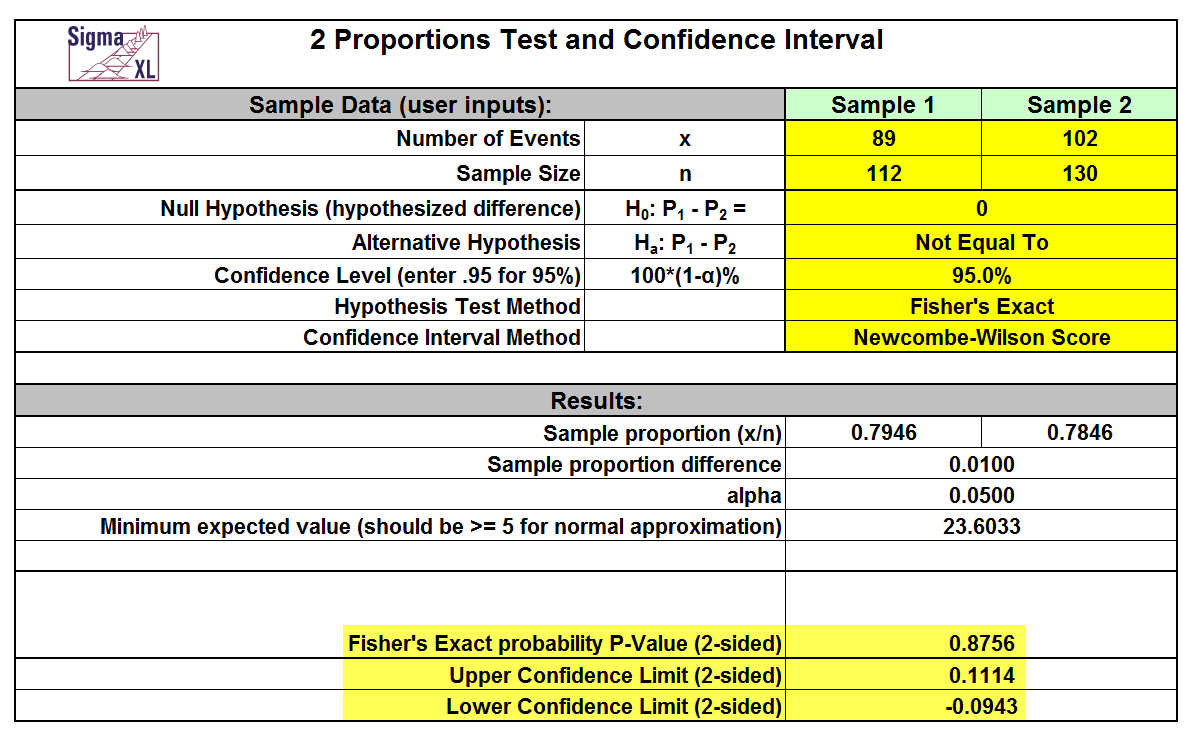 Sigma XL
2 Proportions Test and Confidence Interval
Sample Data (user inputs): Sample 1 Sample 2
Number of Events x 89 102
Sample Size n 112 130
Null Hypothesis (hypothesized difference) H₀: P₁ - P₂ = 0
Alternative Hypothesis Hₐ: P₁ - P₂ Not Equal To
Confidence Level (enter .95 for 95%) 100*(1-α)% 95.0%
Hypothesis Test Method Fisher's Exact
Confidence Interval Method Newcombe-Wilson Score
Results:
Sample proportion (x/n) 0.7946 0.7846
Sample proportion difference 0.0100
alpha 0.0500
Minimum expected value (should be >= 5 for normal approximation) 23.6033
Fisher's Exact probability P-Value (2-sided) 0.8756
Upper Confidence Limit (2-sided) 0.1114
Lower Confidence Limit (2-sided) -0.0943